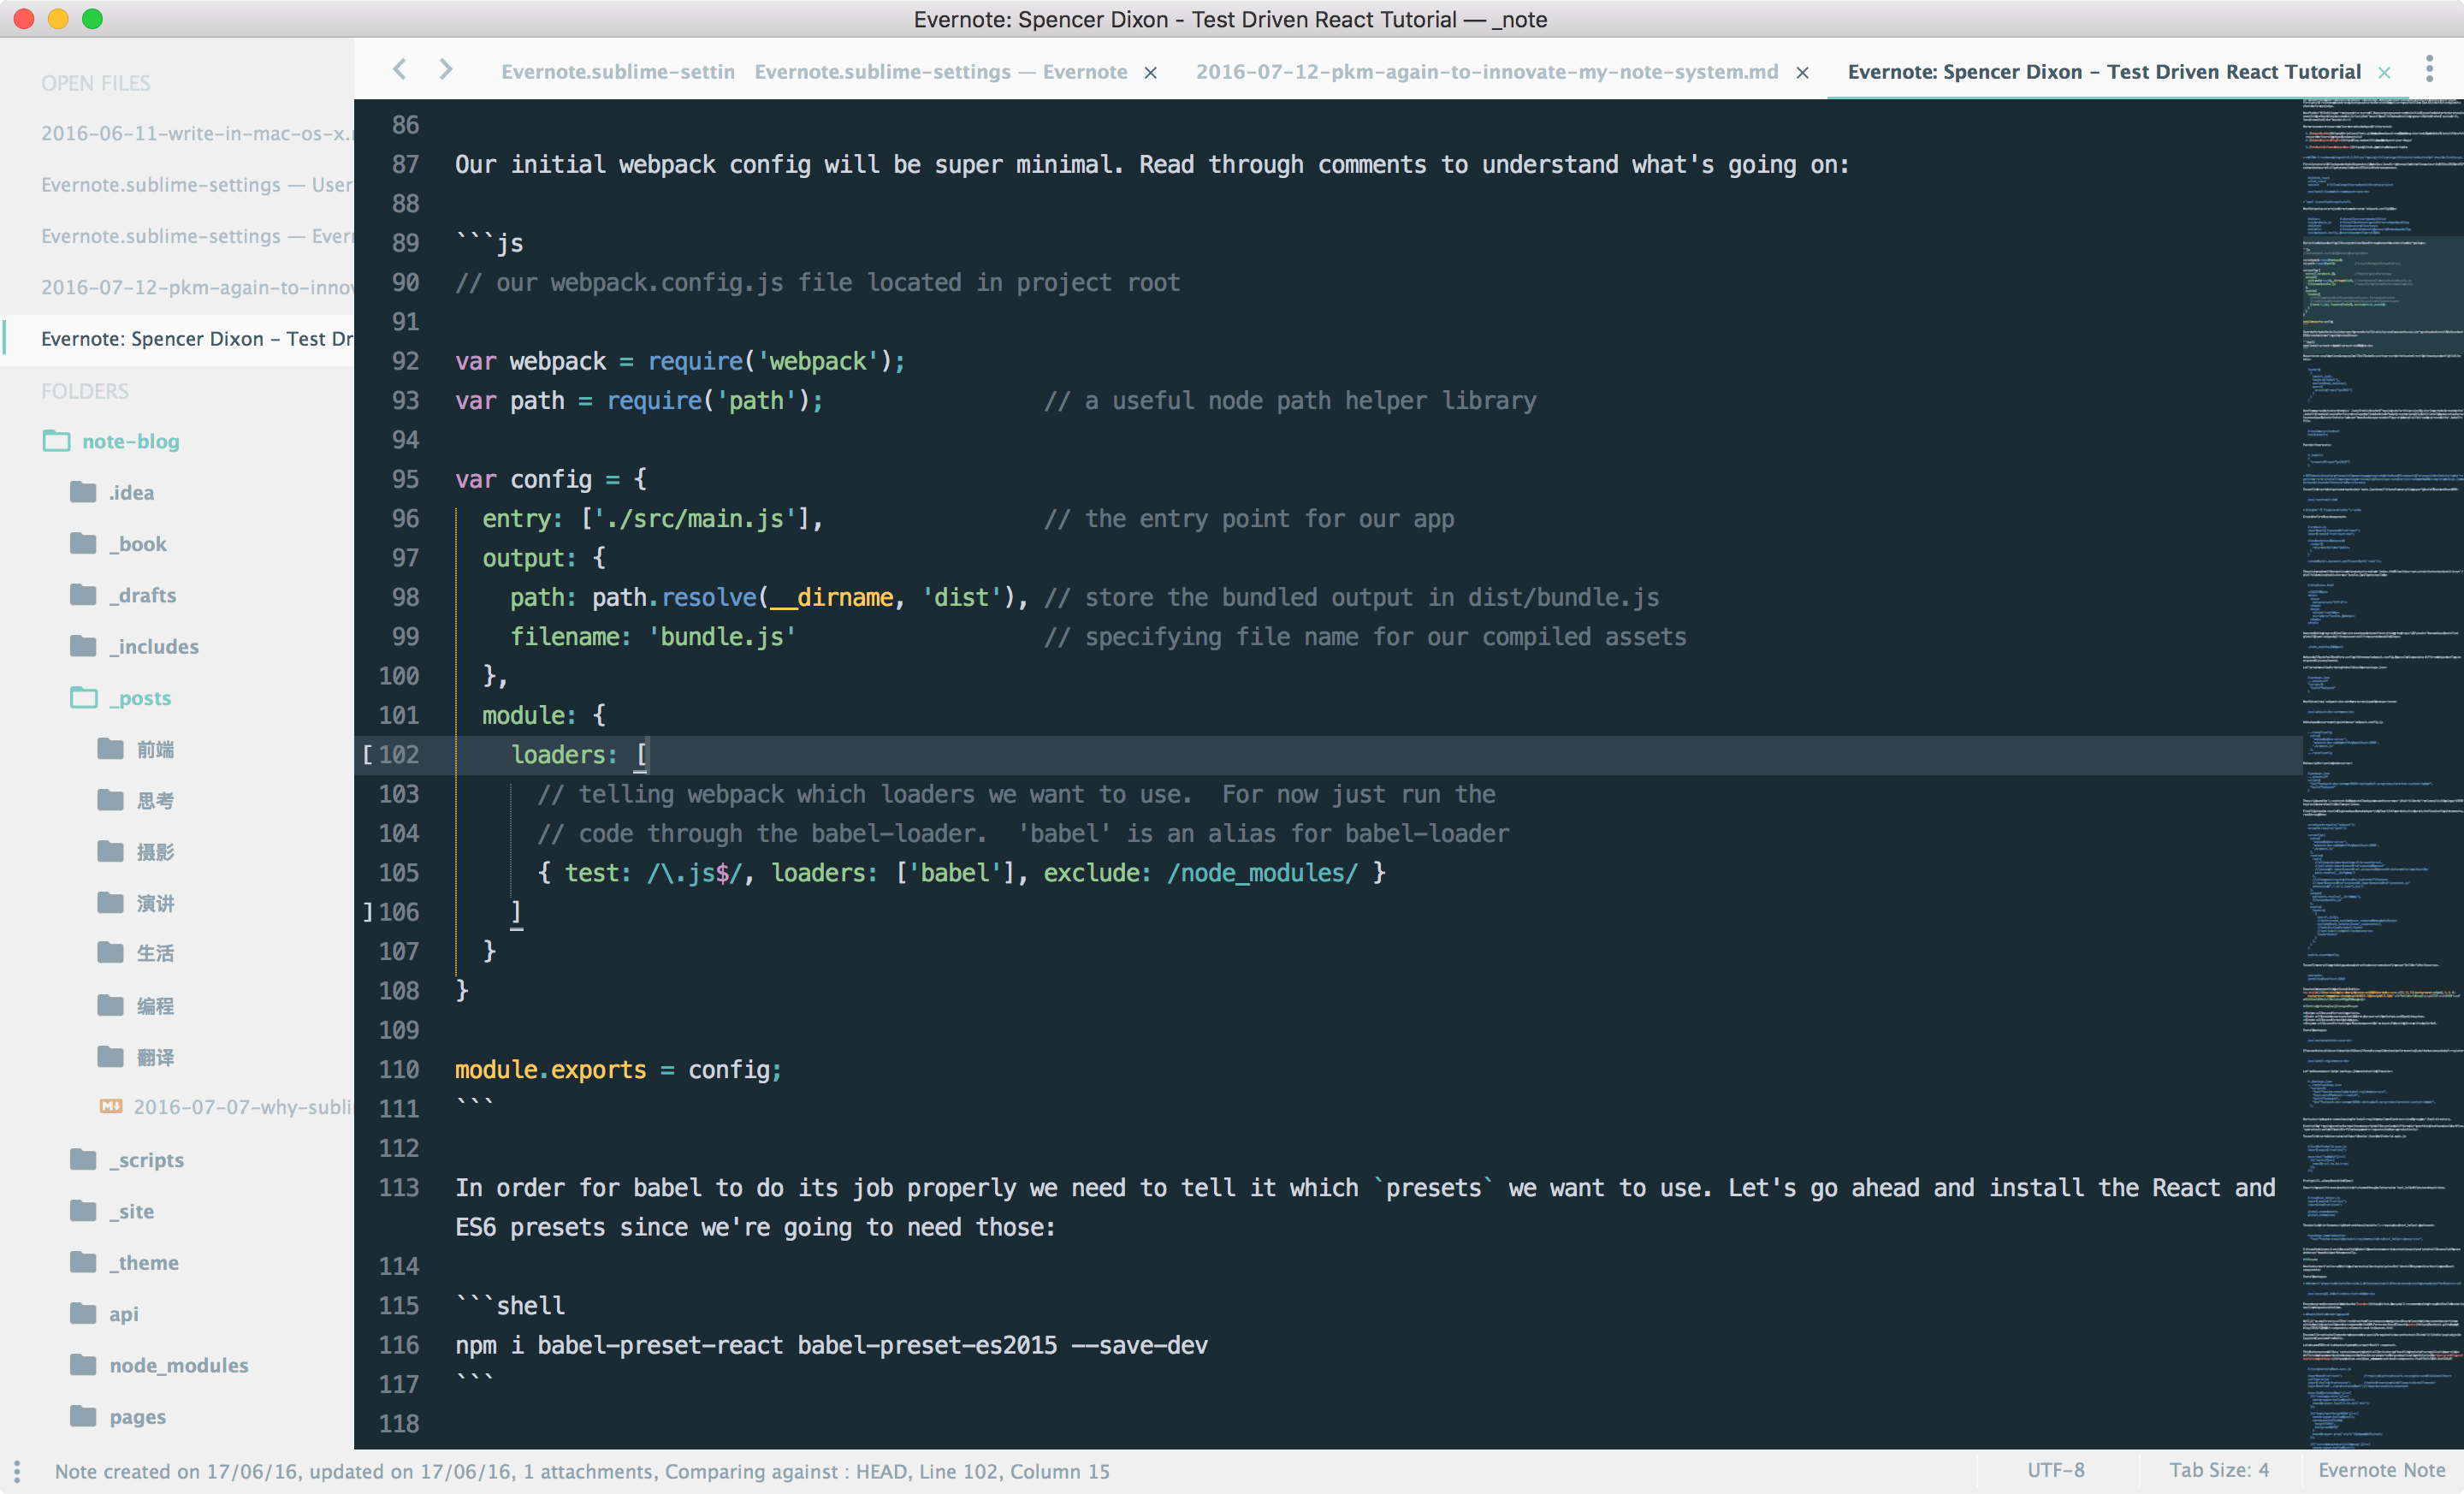 Evernote: Spencer Dixon - Test Driven React Tutorial — _note
OPEN FILES
2016-06-11-write-in-mac-os-x.
Evernote.sublime-settings — User
Evernote.sublime-settings — Ever
2016-07-12-pkm-again-to-innov
Evernote: Spencer Dixon - Test Dr
FOLDERS
note-blog
.idea
_book
_drafts
_includes
_posts
前端
思考
摄影
演讲
生活
编程
翻译
2016-07-07-why-subli
_scripts
_site
_theme
api
node_modules
pages
Evernote.sublime-settin
Evernote.sublime-settings — Evernote ×
2016-07-12-pkm-again-to-innovate-my-note-system.md ×
Evernote: Spencer Dixon - Test Driven React Tutorial ×
86
87 Our initial webpack config will be super minimal. Read through comments to understand what's going on:
88
89 ```js
90 // our webpack.config.js file located in project root
91
92 var webpack = require('webpack');
93 var path = require('path'); // a useful node path helper library
94
95 var config = {
96 entry: ['./src/main.js'], // the entry point for our app
97 output: {
98 path: path.resolve(__dirname, 'dist'), // store the bundled output in dist/bundle.js
99 filename: 'bundle.js' // specifying file name for our compiled assets
100 },
101 module: {
[ 102 loaders: [
103 // telling webpack which loaders we want to use.  For now just run the
104 // code through the babel-loader.  'babel' is an alias for babel-loader
105 { test: /\.js$/, loaders: ['babel'], exclude: /node_modules/ }
] 106 ]
107 }
108 }
109
110 module.exports = config;
111 ```
112
113 In order for babel to do its job properly we need to tell it which `presets` we want to use. Let's go ahead and install the React and
ES6 presets since we're going to need those:
114
115 ```shell
116 npm i babel-preset-react babel-preset-es2015 --save-dev
117 ```
118
Note created on 17/06/16, updated on 17/06/16, 1 attachments, Comparing against : HEAD, Line 102, Column 15
UTF-8
Tab Size: 4
Evernote Note